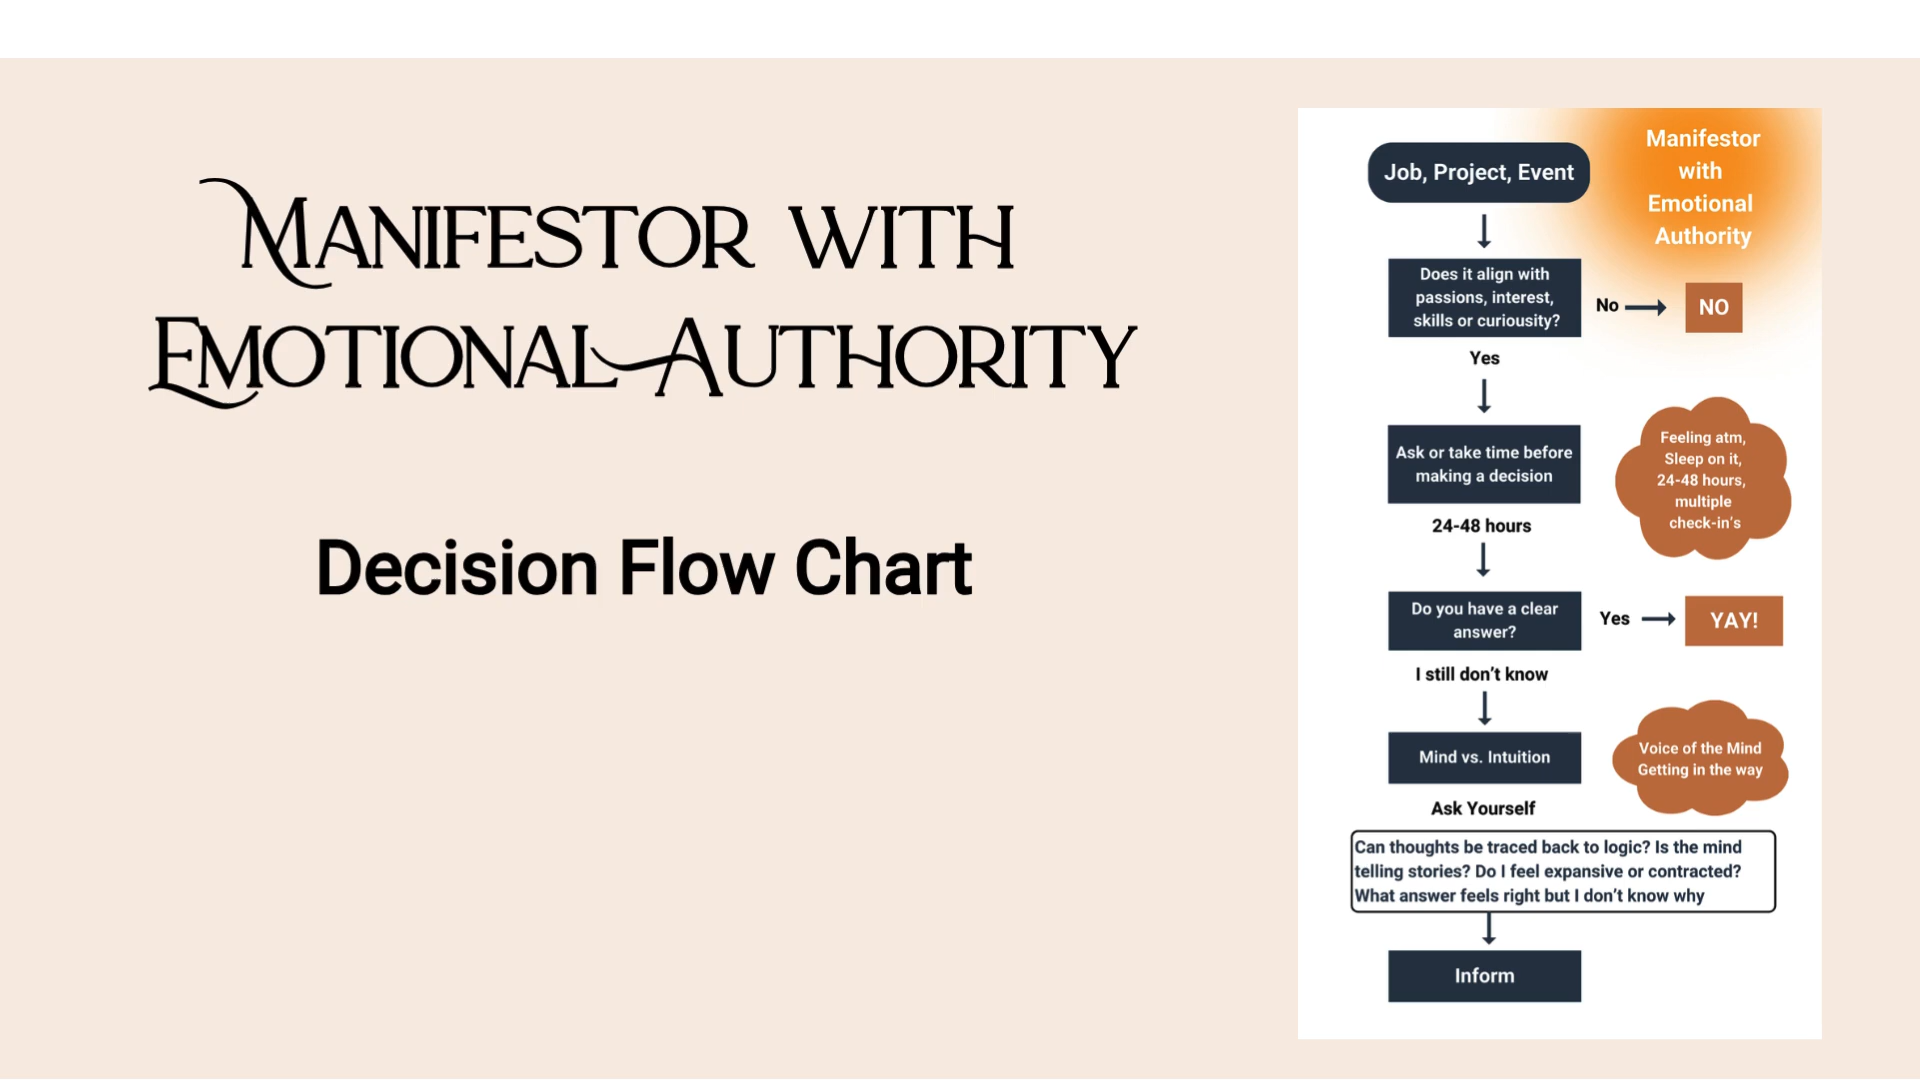 Manifestor with
Emotional Authority
Decision Flow Chart
Manifestor
with
Emotional
Authority
Job, Project, Event
Does it align with
passions, interest,
skills or curiousity?
No
NO
Yes
Ask or take time before
making a decision
Feeling atm,
Sleep on it,
24-48 hours,
multiple
check-in's
24-48 hours
Do you have a clear
answer?
Yes
YAY!
I still don't know
Mind vs. Intuition
Voice of the Mind
Getting in the way
Ask Yourself
Can thoughts be traced back to logic? Is the mind
telling stories? Do I feel expansive or contracted?
What answer feels right but I don't know why
Inform